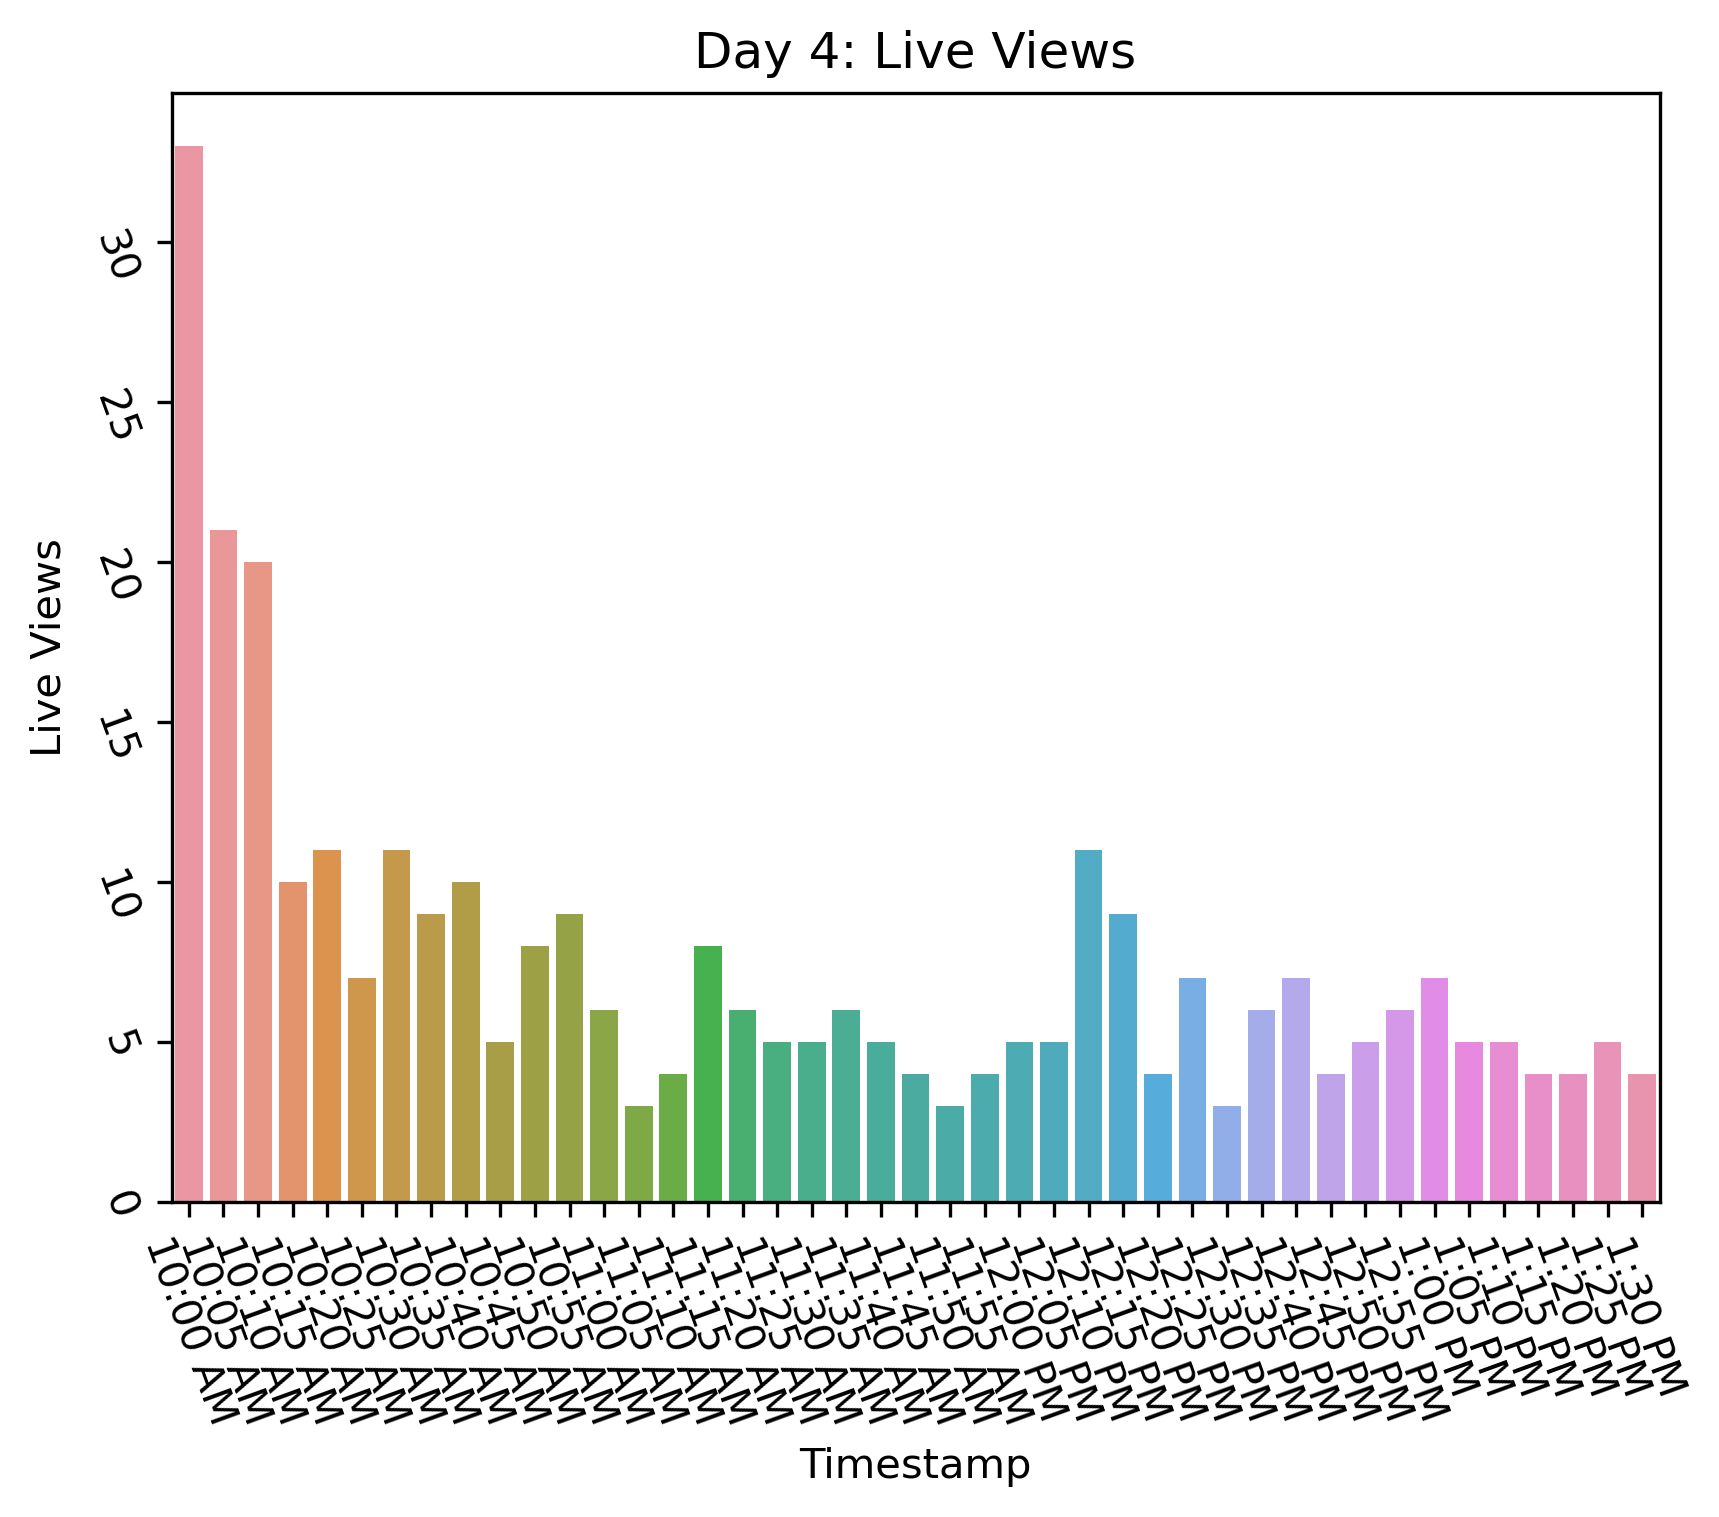 Day 4: Live Views
Live Views
30
25
20
15
10
5
0
10:00 AM
10:05 AM
10:10 AM
10:15 AM
10:20 AM
10:25 AM
10:30 AM
10:35 AM
10:40 AM
10:45 AM
10:50 AM
10:55 AM
11:00 AM
11:05 AM
11:10 AM
11:15 AM
11:20 AM
11:25 AM
11:30 AM
11:35 AM
11:40 AM
11:45 AM
11:50 AM
11:55 AM
12:00 PM
12:05 PM
12:10 PM
12:15 PM
12:20 PM
12:25 PM
12:30 PM
12:35 PM
12:40 PM
12:45 PM
12:50 PM
12:55 PM
1:00 PM
1:05 PM
1:10 PM
1:15 PM
1:20 PM
1:25 PM
1:30 PM
Timestamp